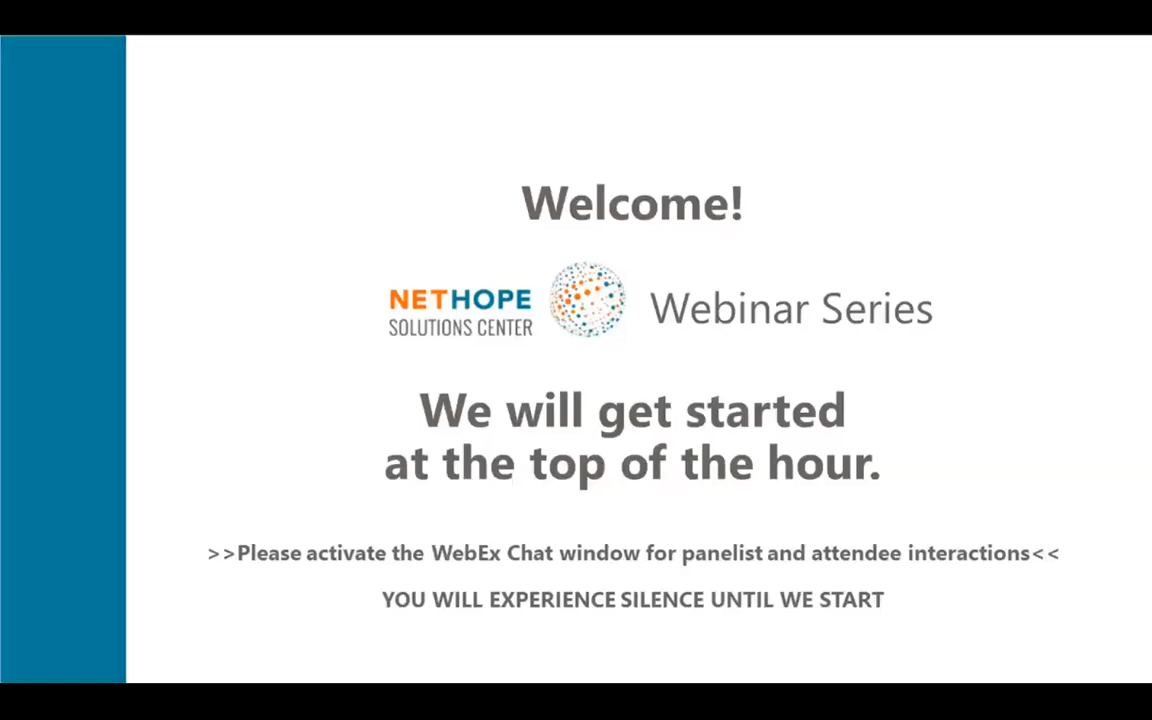 Welcome!
NETHOPE
SOLUTIONS CENTER
Webinar Series
We will get started
at the top of the hour.
>>Please activate the WebEx Chat window for panelist and attendee interactions<<
YOU WILL EXPERIENCE SILENCE UNTIL WE START